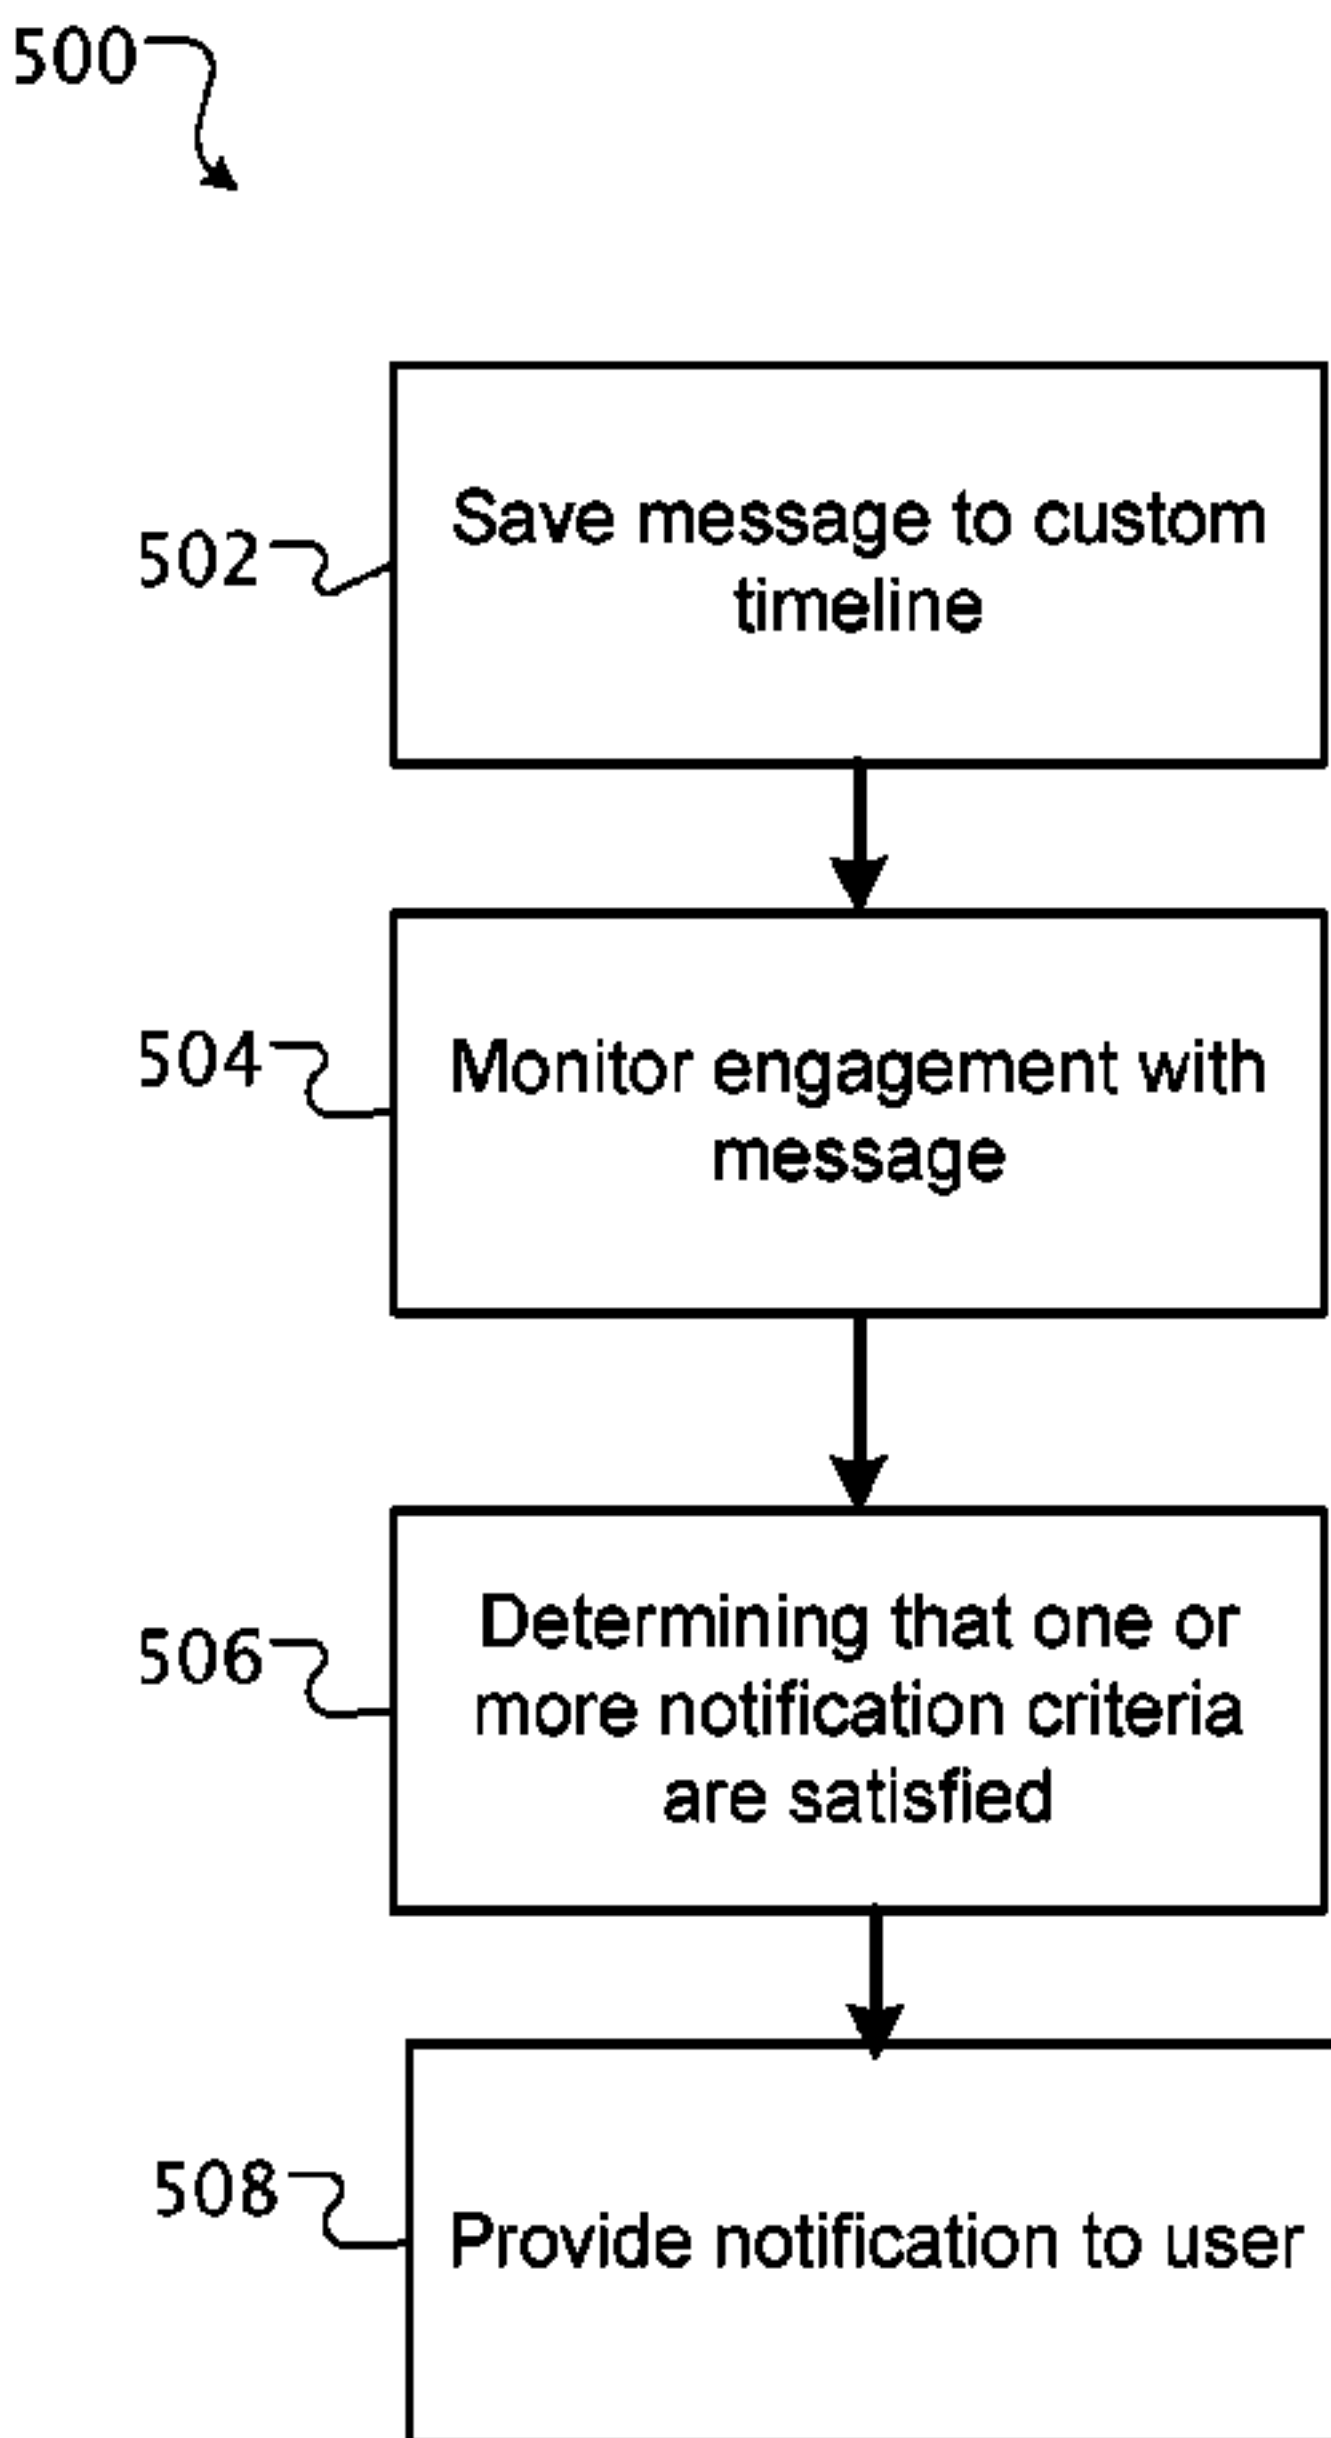 500
502
Save message to custom
timeline
504
Monitor engagement with
message
506
Determining that one or
more notification criteria
are satisfied
508
Provide notification to user